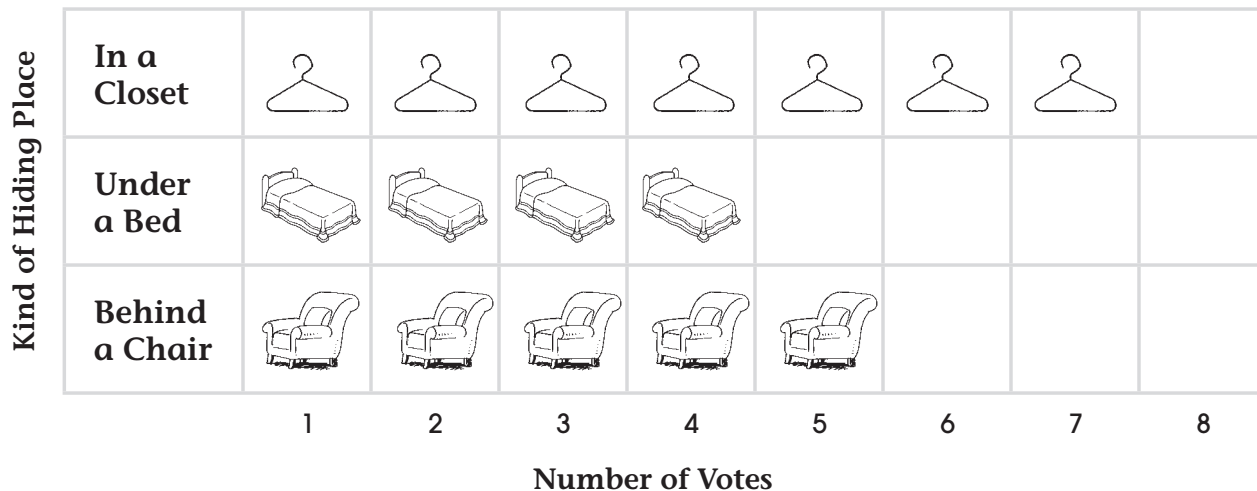 Kind of Hiding Place
In a
Closet
Under
a Bed
Behind
a Chair
1 2 3 4 5 6 7 8
Number of Votes